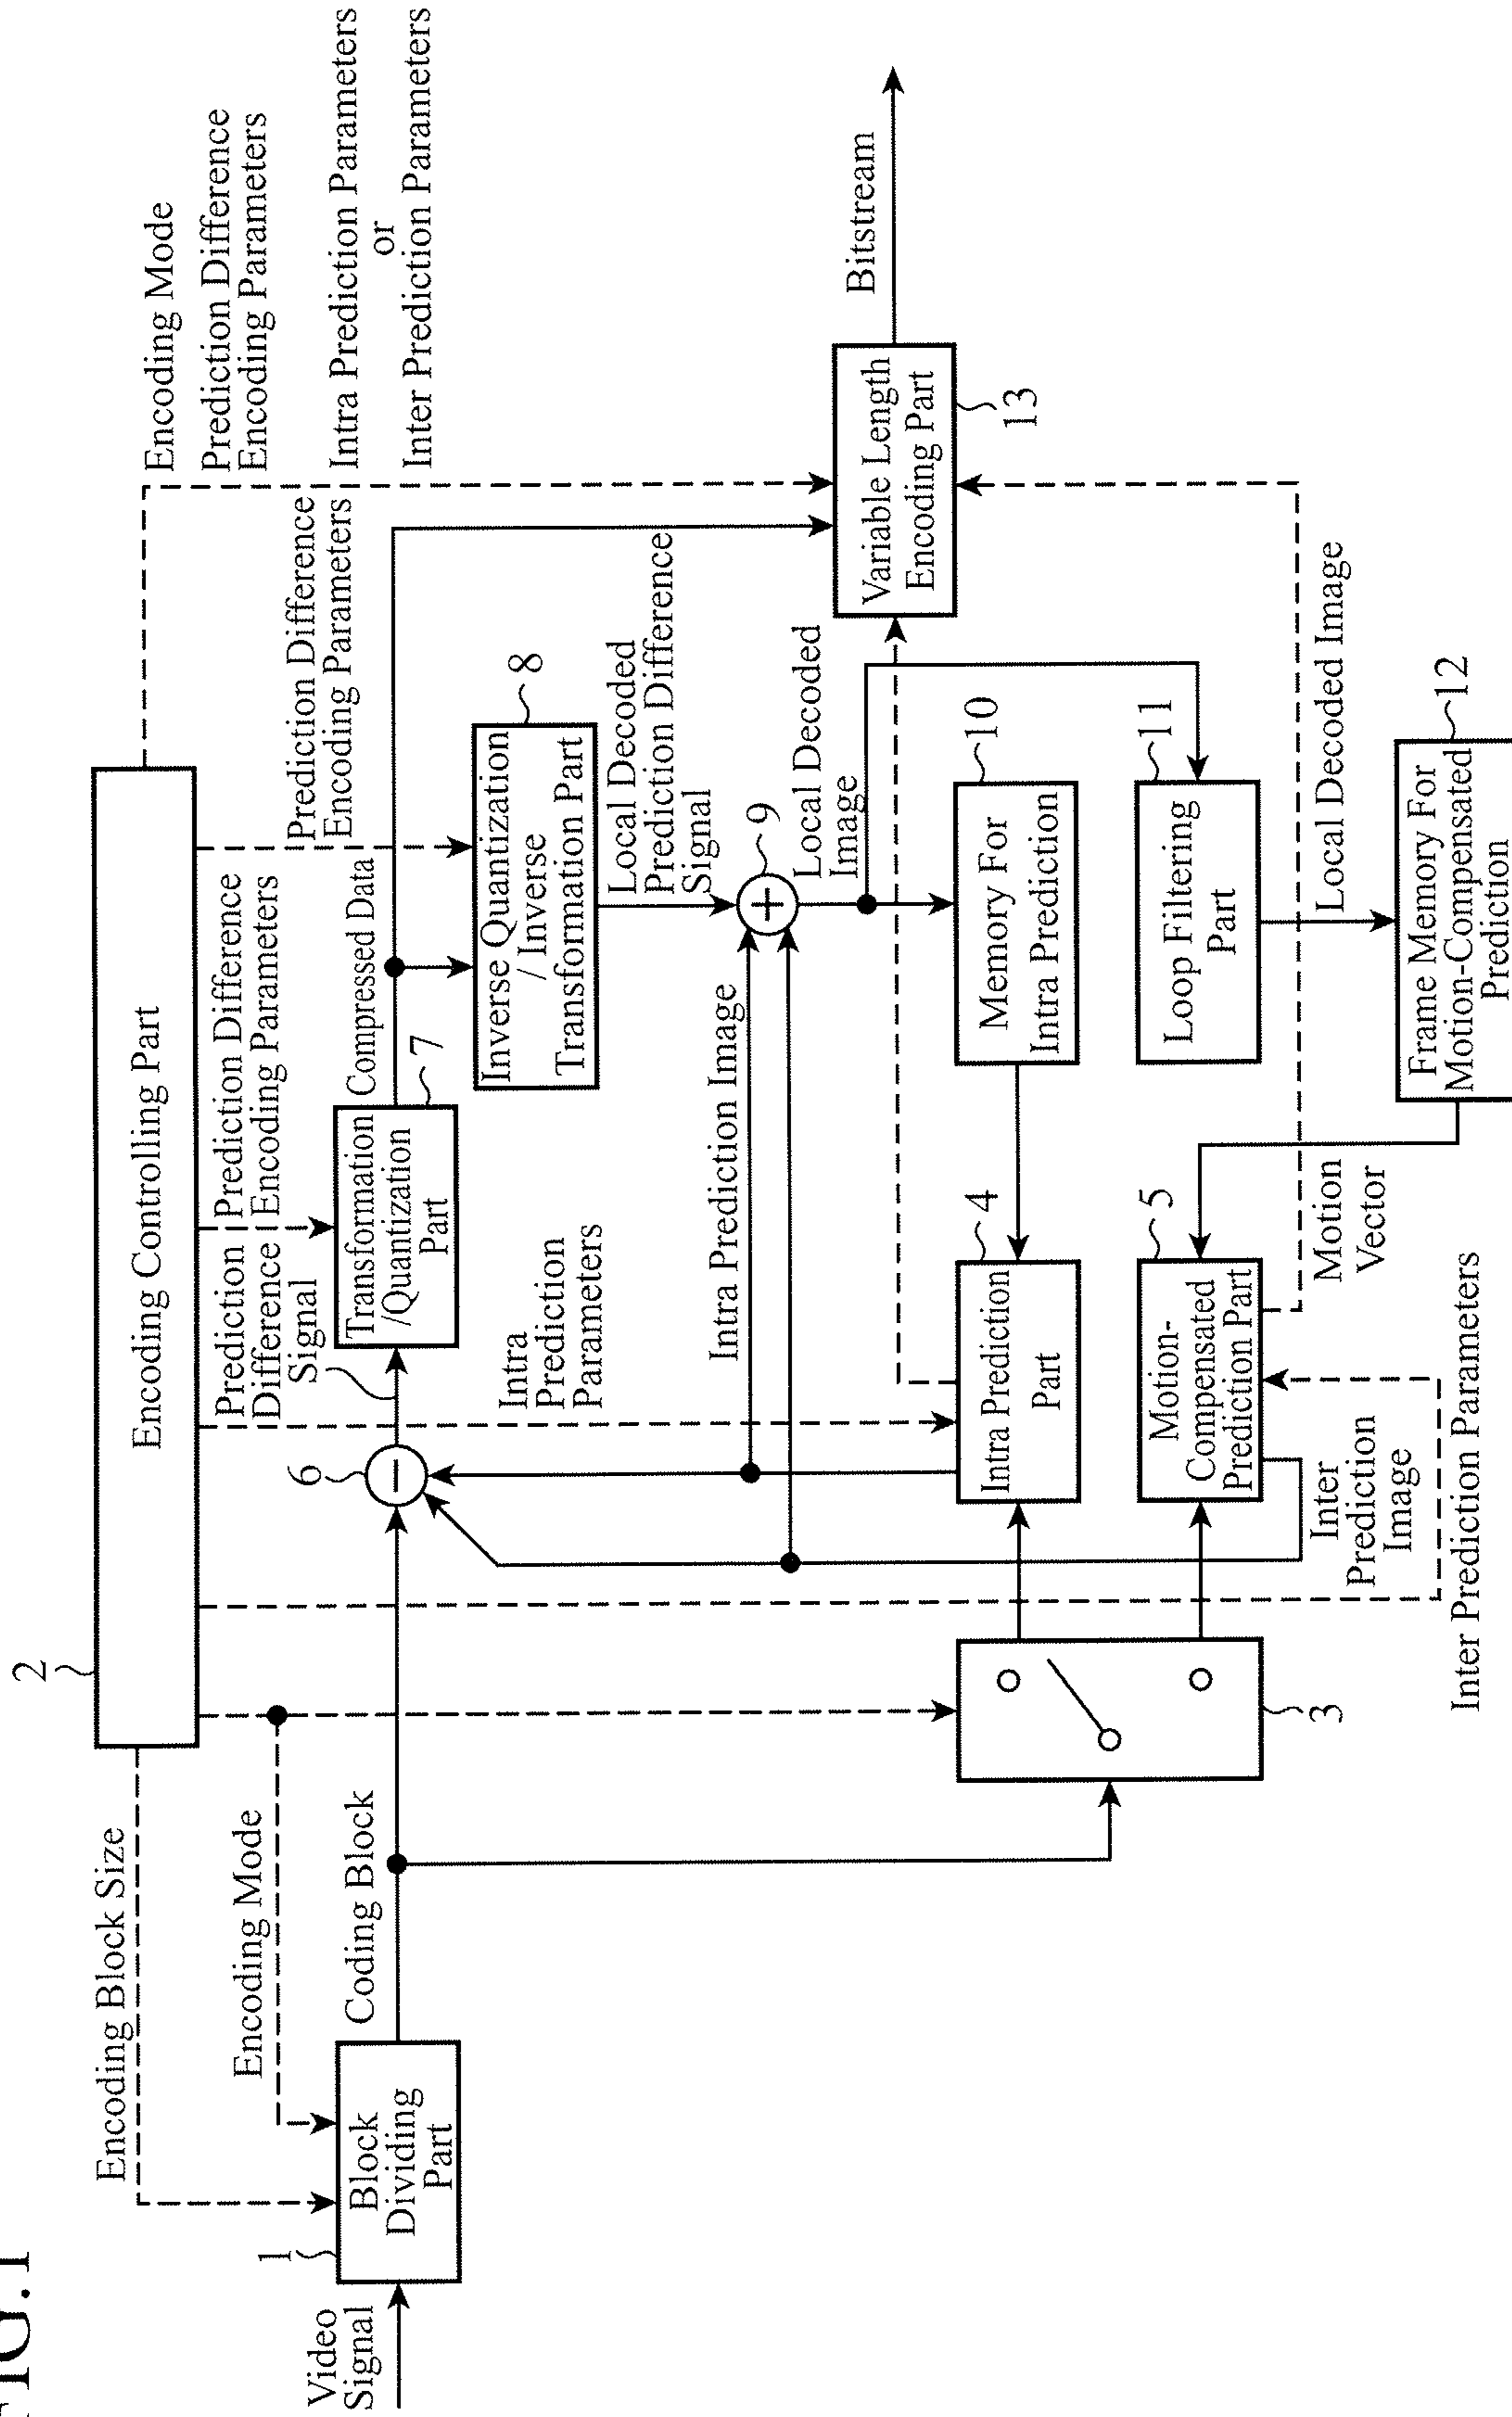 FIG.1
2
Encoding Controlling Part
Encoding Block Size
Encoding Mode
Encoding Mode
Prediction Difference
Encoding Parameters
Intra Prediction Parameters
or
Inter Prediction Parameters
Video
Signal
1
Block
Dividing
Part
Coding Block
6
Prediction
Difference
Signal
Prediction Difference
Encoding Parameters
Transformation
/Quantization
Part
7
Compressed Data
Prediction Difference
Encoding Parameters
Inverse Quantization
/ Inverse
Transformation Part
8
Local Decoded
Prediction Difference
Signal
Intra
Prediction
Parameters
Intra Prediction Image
9
Local Decoded
Image
Variable Length
Encoding Part
13
Bitstream
3
Intra Prediction
Part
4
Memory For
Intra Prediction
10
Motion-
Compensated
Prediction Part
5
Loop Filtering
Part
11
Inter
Prediction
Image
Motion
Vector
Local Decoded Image
Frame Memory For
Motion-Compensated
Prediction
12
Inter Prediction Parameters